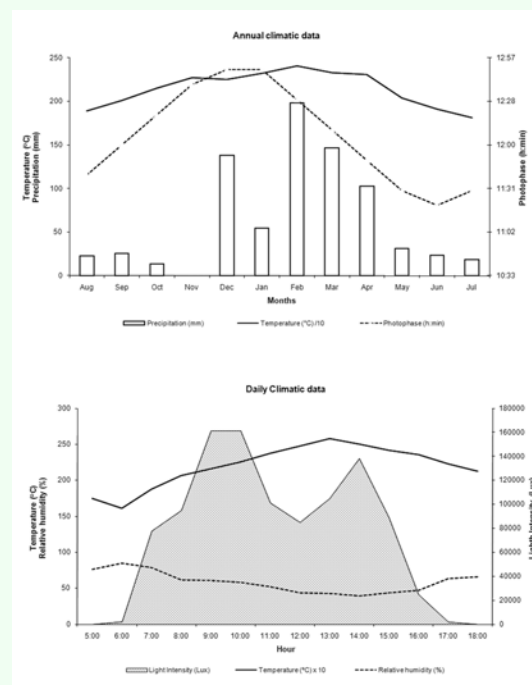 Annual climatic data
250
200
150
100
50
0
Temperature (°C)
Precipitation (mm)
12:57
12:28
12:00
11:31
11:02
10:33
Photophase (h:min)
Aug Sep Oct Nov Dec Jan Feb Mar Apr May Jun Jul
Months
Precipitation (mm) Temperature (°C) /10 Photophase (h:min)
Daily Climatic data
300
250
200
150
100
50
0
Temperature (°C)
Relative humidity (%)
180000
160000
140000
120000
100000
80000
60000
40000
20000
0
5:00 6:00 7:00 8:00 9:00 10:00 11:00 12:00 13:00 14:00 15:00 16:00 17:00 18:00
Hour
Light Intensity (Lux) Temperature (°C) x 10 Relative humidity (%)